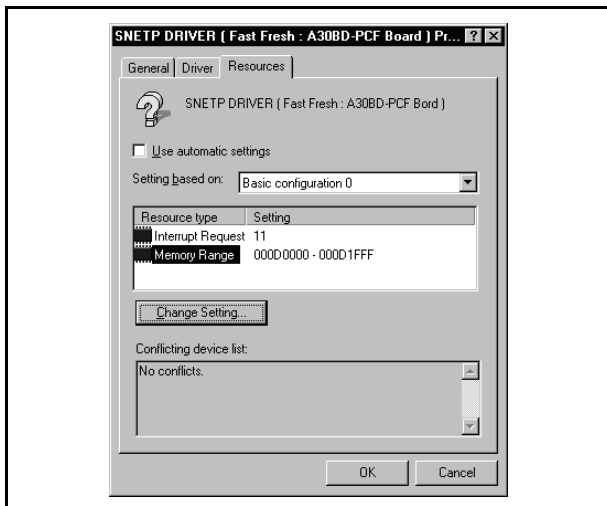 SNETP DRIVER ( Fast Fresh : A30BD-PCF Board ) Pr...
General Driver Resources
SNETP DRIVER ( Fast Fresh : A30BD-PCF Bord )
Use automatic settings
Setting based on: Basic configuration 0
Resource type Setting
Interrupt Request 11
Memory Range 000D0000 - 000D1FFF
Change Setting...
Conflicting device list:
No conflicts.
OK Cancel